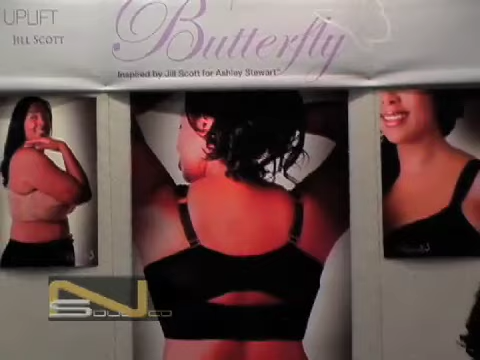 UPLIFT
JILL SCOTT
Butterfly
Inspired by Jill Scott for Ashley Stewart